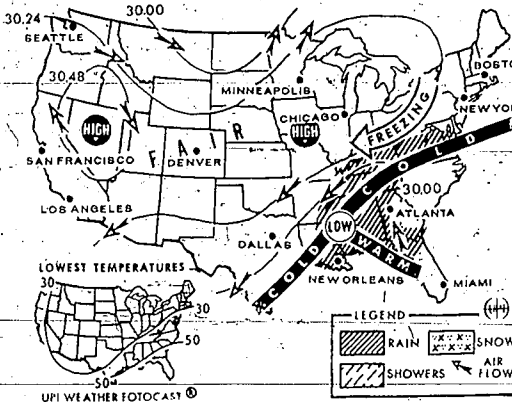 30.24
30.00
SEATTLE
30.48
MINNEAPOLIS
BOSTO
CHICAGO
NEW YORK
FREEZING
HIGH
HIGH
FAIR
SAN FRANCISCO
DENVER
COLD
30.00
LOS ANGELES
ATLANTA
LOW
DALLAS
WARM
COLD
NEW ORLEANS
MIAMI
LOWEST TEMPERATURES
30
30
50
50
LEGEND
RAIN
SNOW
SHOWERS
AIR
FLOW
UPI WEATHER FOTOCAST ®